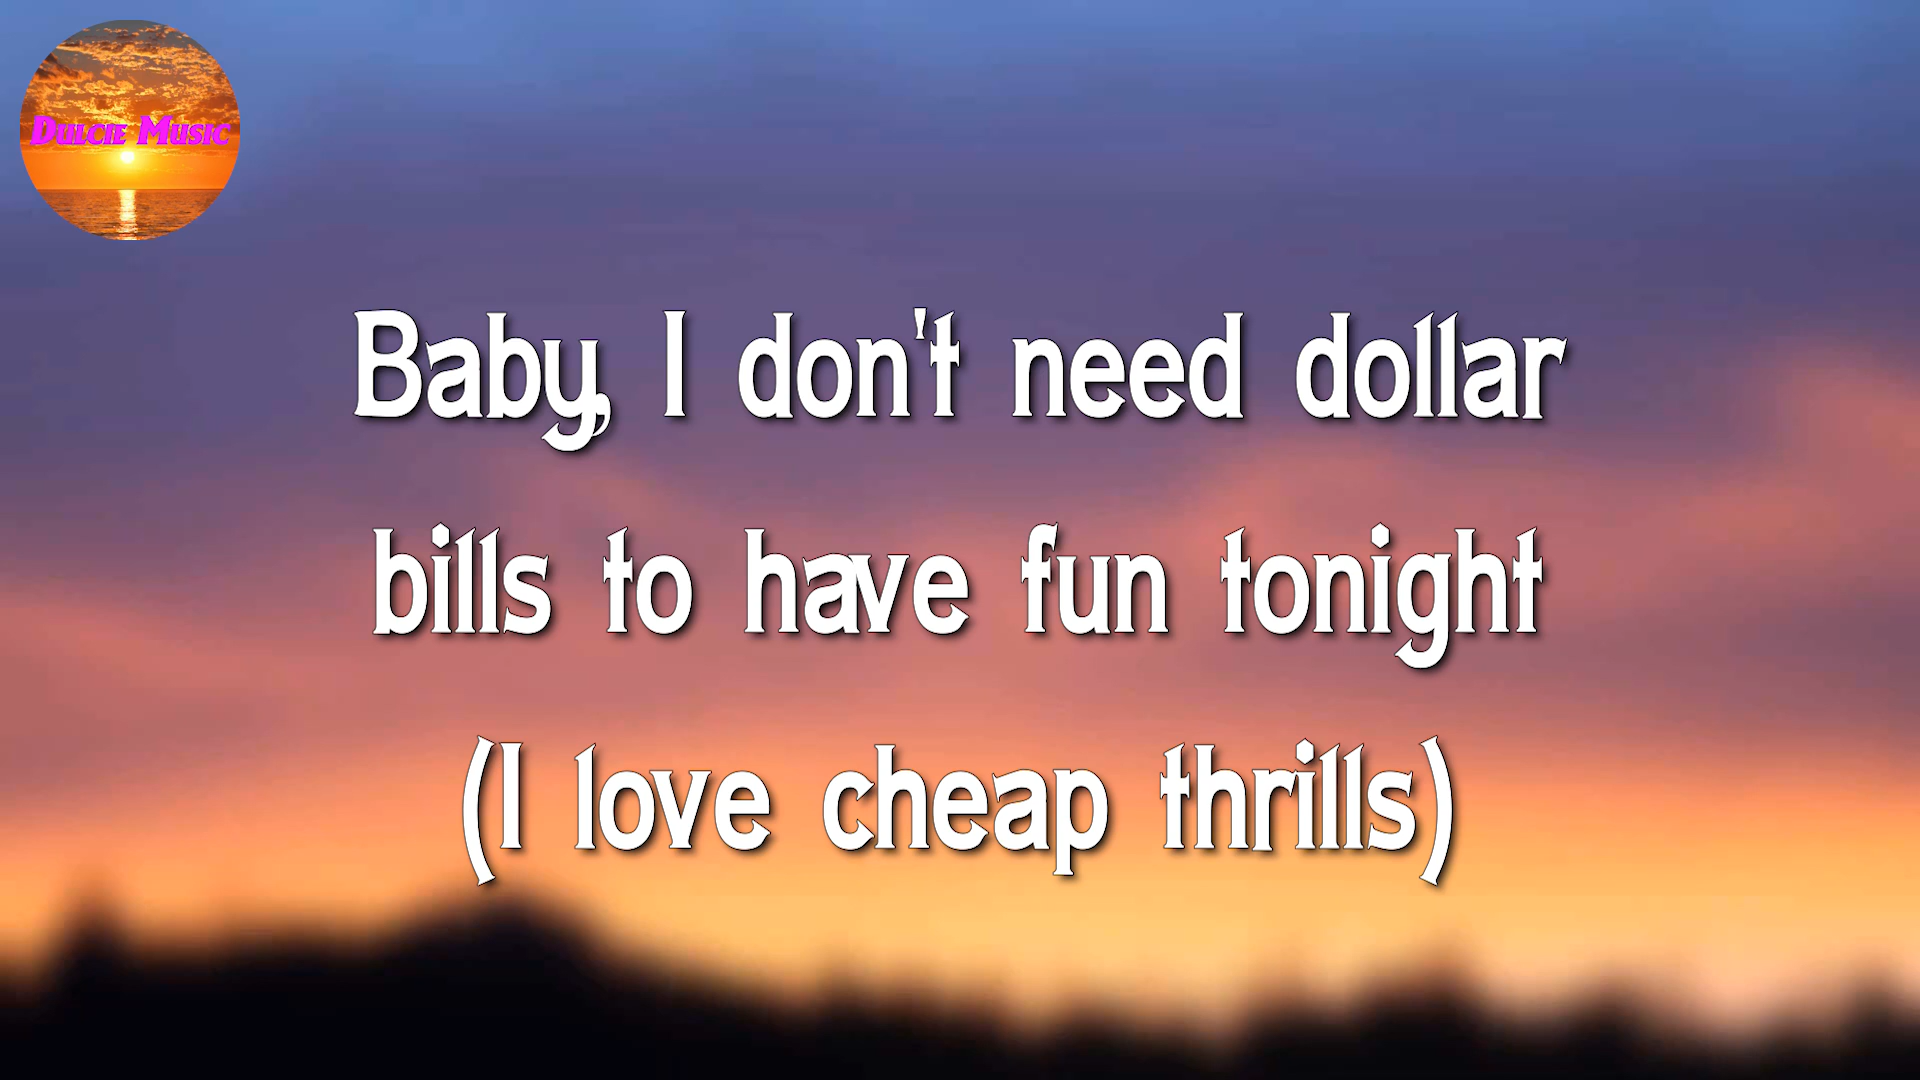 Dulcie Music
Baby, I don't need dollar
bills to have fun tonight
(I love cheap thrills)